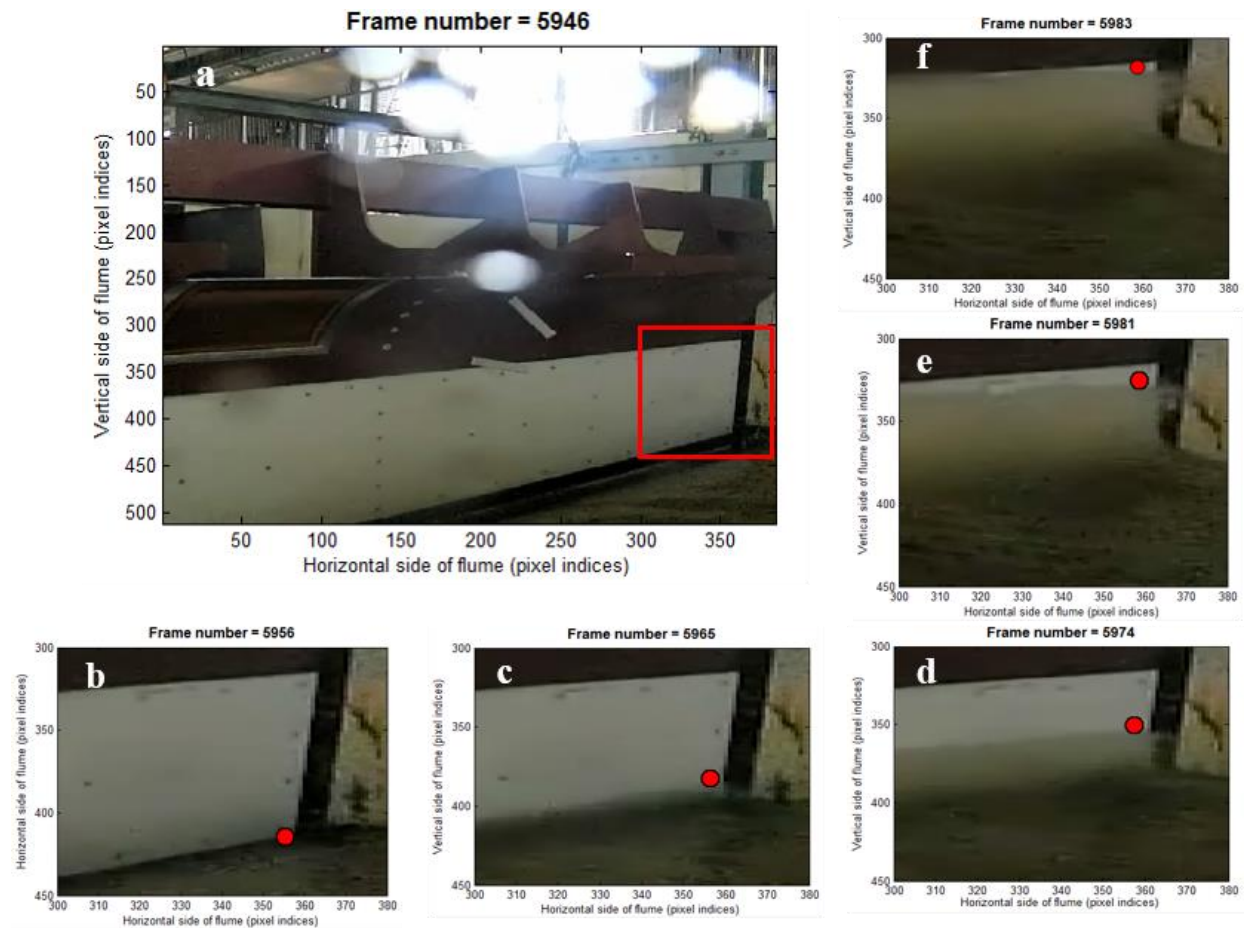 Frame number = 5946
a
50
100
150
200
250
300
350
400
450
500
Vertical side of flume (pixel indices)
50 100 150 200 250 300 350
Horizontal side of flume (pixel indices)
Frame number = 5983
f
300
350
400
450
Vertical side of flume (pixel indices)
300 310 320 330 340 350 360 370 380
Horizontal side of flume (pixel indices)
Frame number = 5981
e
300
350
400
450
Vertical side of flume (pixel indices)
300 310 320 330 340 350 360 370 380
Horizontal side of flume (pixel indices)
Frame number = 5956
b
300
350
400
450
Horizontal side of flume (pixel indices)
300 310 320 330 340 350 360 370 380
Horizontal side of flume (pixel indices)
Frame number = 5965
c
300
350
400
450
Vertical side of flume (pixel indices)
300 310 320 330 340 350 360 370 380
Horizontal side of flume (pixel indices)
Frame number = 5974
d
300
350
400
450
Vertical side of flume (pixel indices)
300 310 320 330 340 350 360 370 380
Horizontal side of flume (pixel indices)